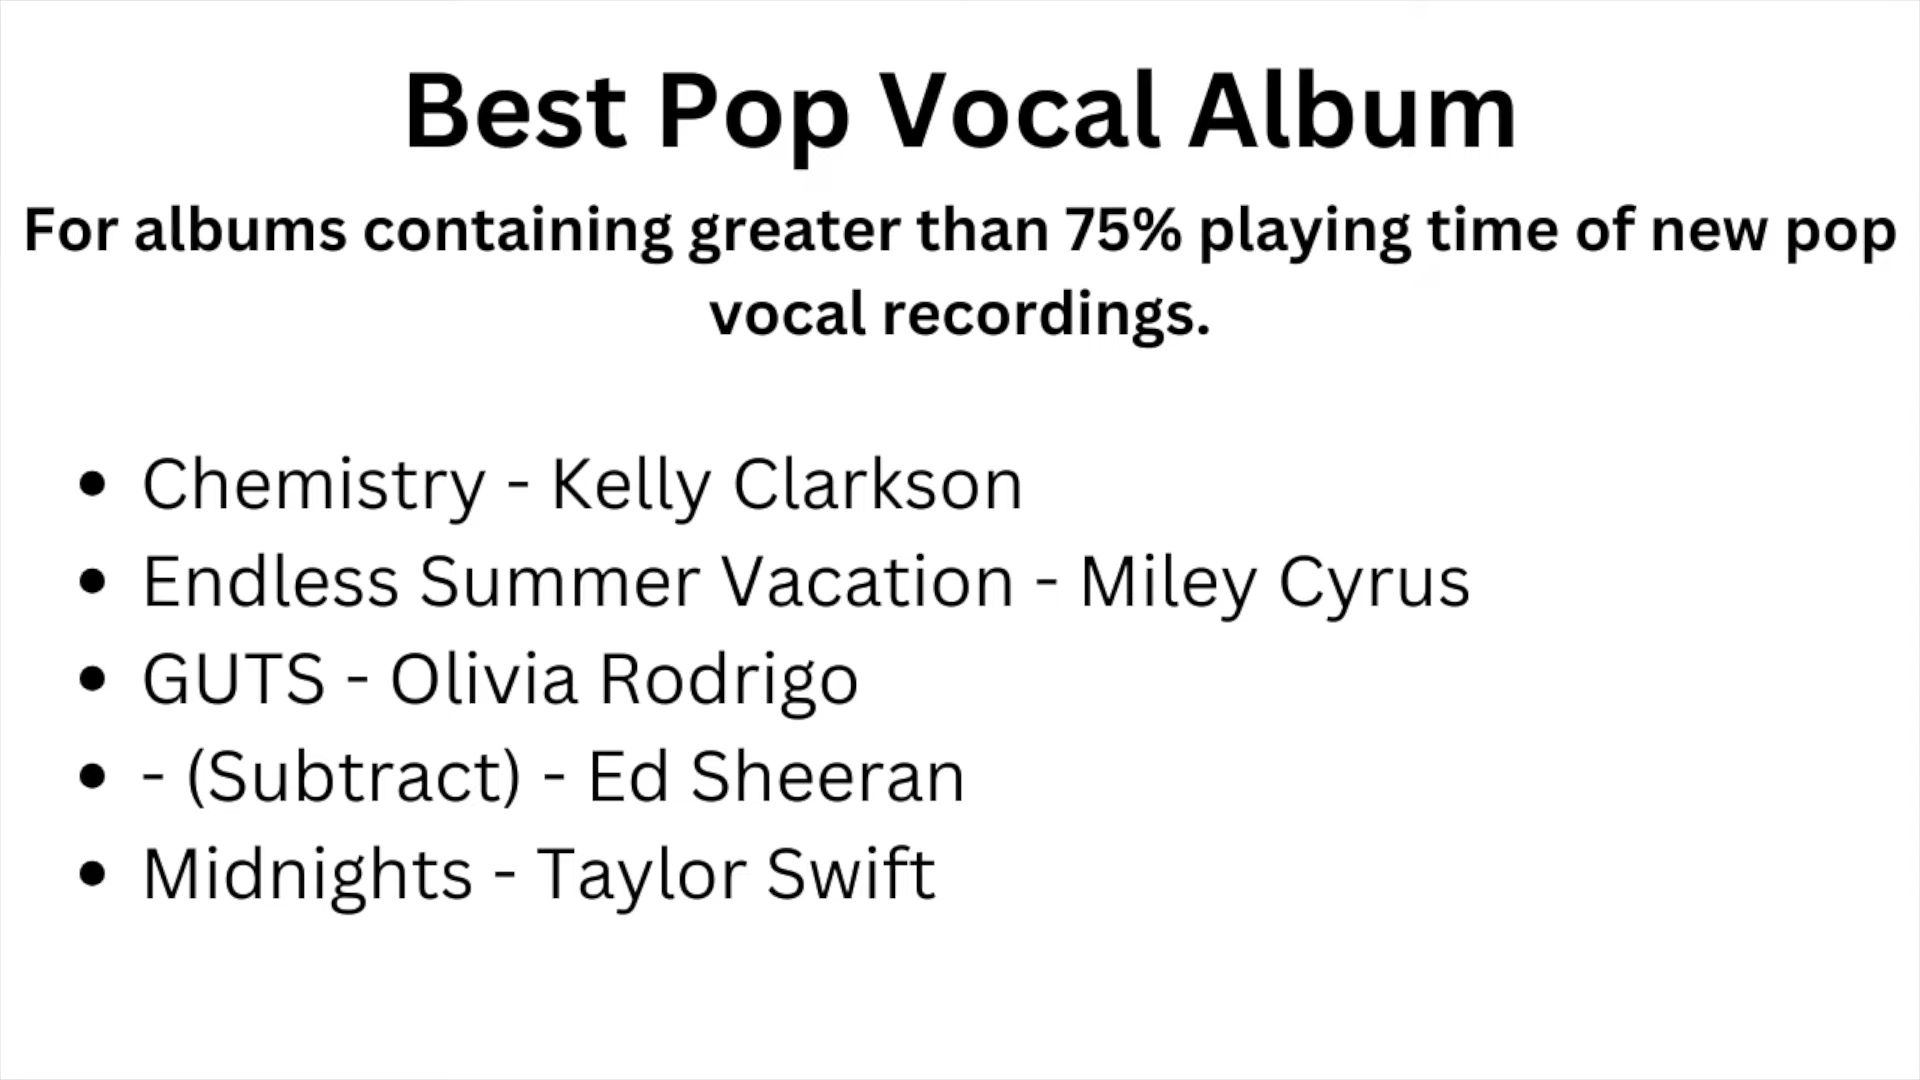 Best Pop Vocal Album
For albums containing greater than 75% playing time of new pop
vocal recordings.
• Chemistry - Kelly Clarkson
• Endless Summer Vacation - Miley Cyrus
• GUTS - Olivia Rodrigo
• - (Subtract) - Ed Sheeran
• Midnights - Taylor Swift